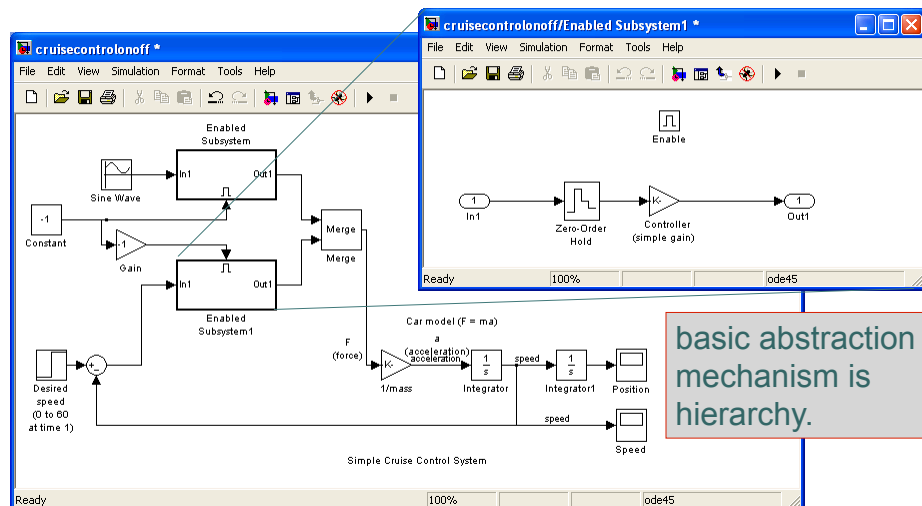 cruisecontrolonoff *
File Edit View Simulation Format Tools Help
Enabled
Subsystem
In1
Out1
Sine Wave
-1
Constant
-1
Gain
Merge
Merge
In1
Out1
Enabled
Subsystem1
Car model (F = ma)
F
(force)
a
(acceleration)
acceleration
K-
1/mass
1
s
Integrator
speed
1
s
Integrator1
Position
Desired
speed
(0 to 60
at time 1)
+
-
speed
Speed
Simple Cruise Control System
Ready
100%
ode45
cruisecontrolonoff/Enabled Subsystem1 *
File Edit View Simulation Format Tools Help
Enable
1
In1
Zero-Order
Hold
K-
Controller
(simple gain)
1
Out1
Ready
100%
ode45
basic abstraction
mechanism is
hierarchy.